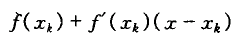 f(x_k) + f′(x_k)(x − x_k)